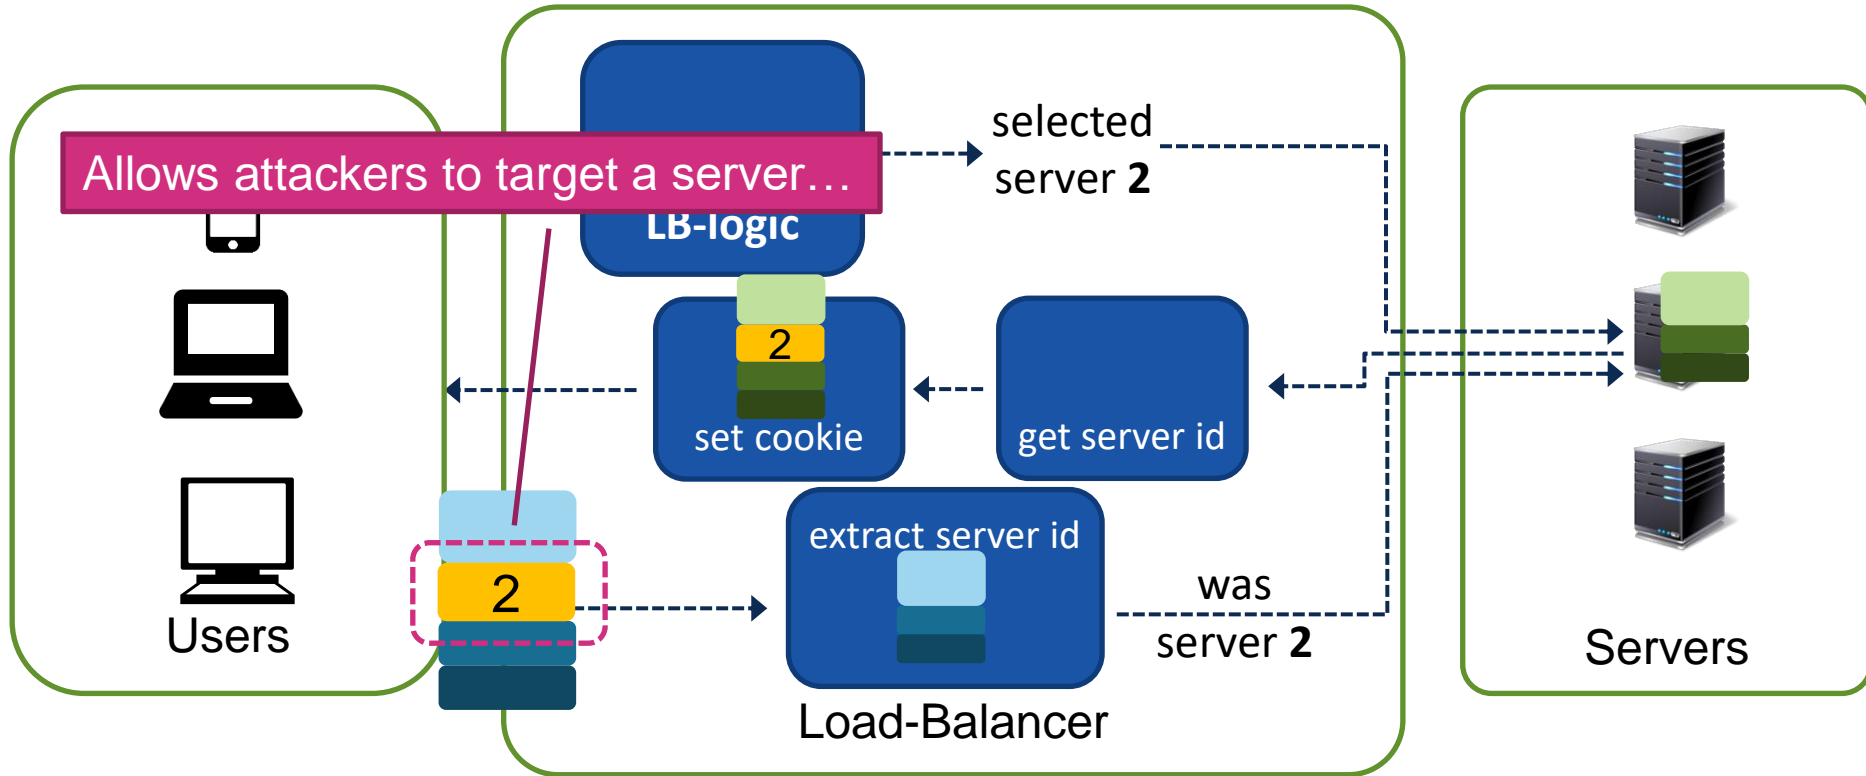 Allows attackers to target a server…
LB-logic
selected
server 2
2
set cookie
get server id
extract server id
2
was
server 2
Users
Load-Balancer
Servers